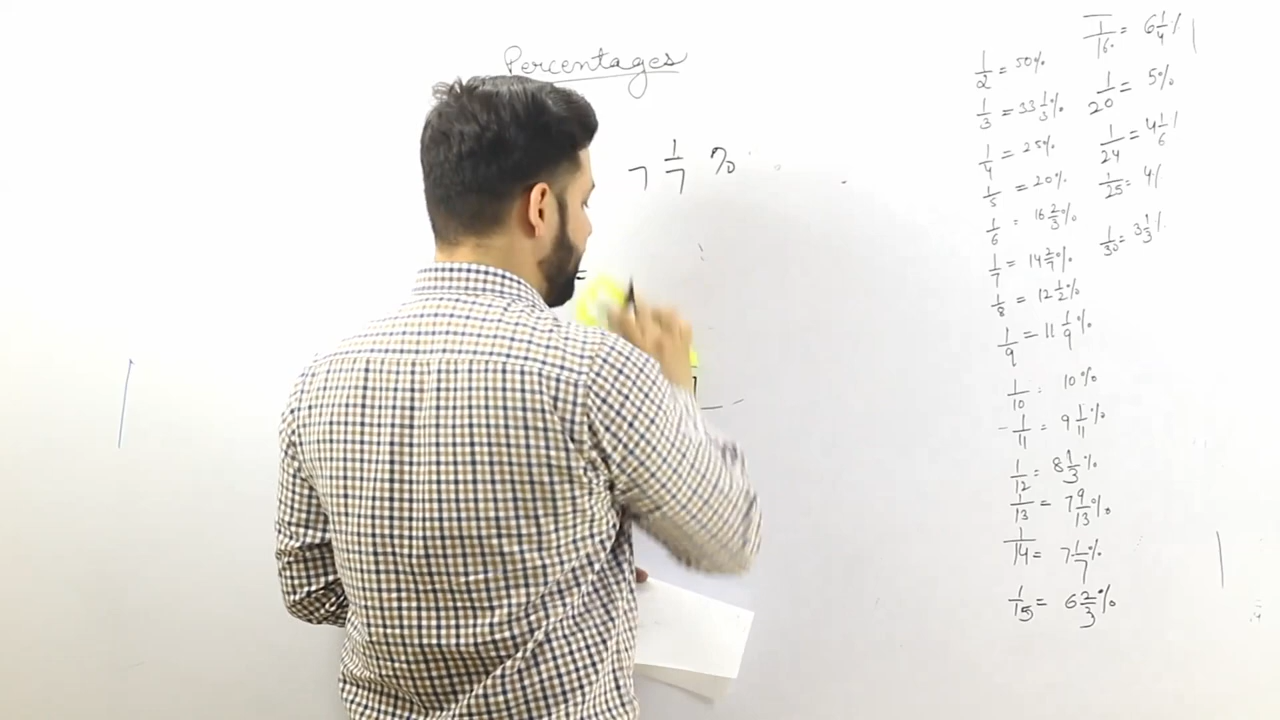 Percentages
7 1/7 %
=
7
1/2 = 50%
1/3 = 33 1/3%
1/4 = 25%
1/5 = 20%
1/6 = 16 2/3%
1/7 = 14 2/7%
1/8 = 12 1/2%
1/9 = 11 1/9%
1/10 = 10%
1/11 = 9 1/11%
1/12 = 8 1/3%
1/13 = 7 9/13%
1/14 = 7 1/7%
1/15 = 6 2/3%
1/16 = 6 1/4%
1/20 = 5%
1/24 = 4 1/6
1/25 = 4%
1/30 = 3 1/3%